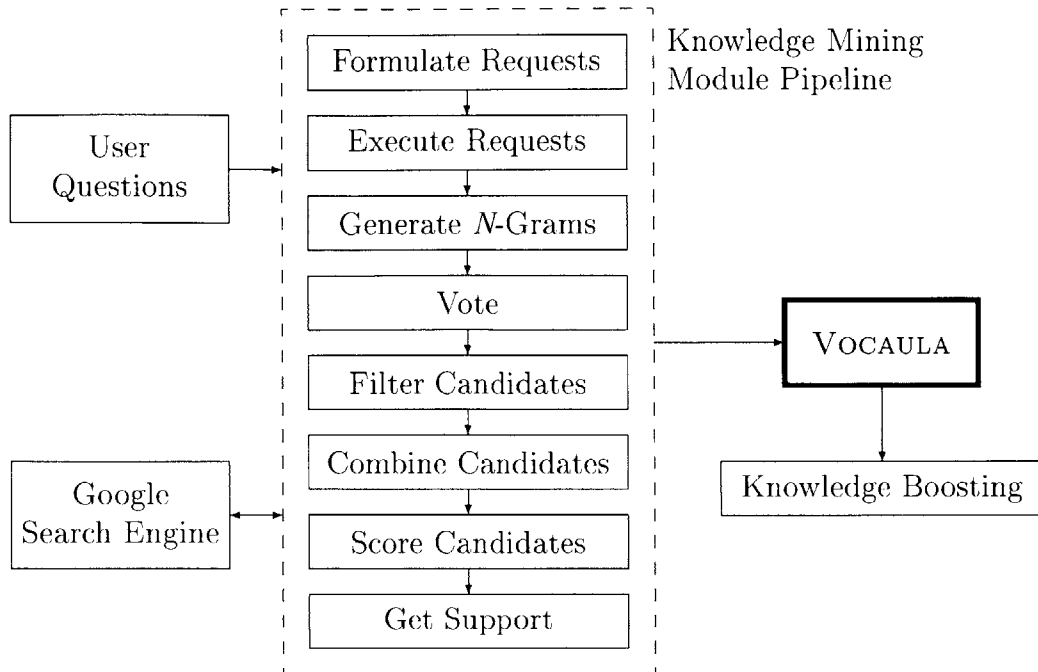 Knowledge Mining
Module Pipeline
Formulate Requests
Execute Requests
Generate N-Grams
Vote
Filter Candidates
Combine Candidates
Score Candidates
Get Support
User
Questions
Google
Search Engine
VOCAULA
Knowledge Boosting